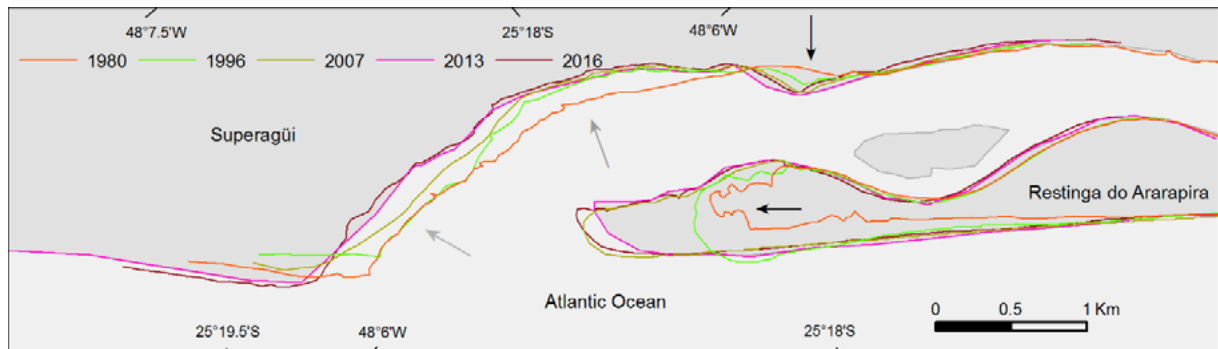 48°7.5'W 25°18'S 48°6'W
1980 1996 2007 2013 2016
Superagüi
Restinga do Ararapira
Atlantic Ocean
0 0.5 1 Km
25°19.5'S 48°6'W 25°18'S